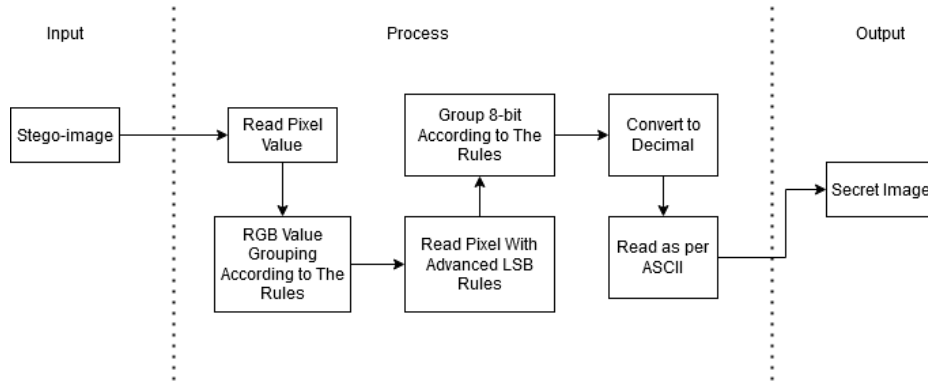 Input
Process
Output
Stego-image
Read Pixel
Value
RGB Value
Grouping
According to The
Rules
Read Pixel With
Advanced LSB
Rules
Group 8-bit
According to The
Rules
Convert to
Decimal
Read as per
ASCII
Secret Image